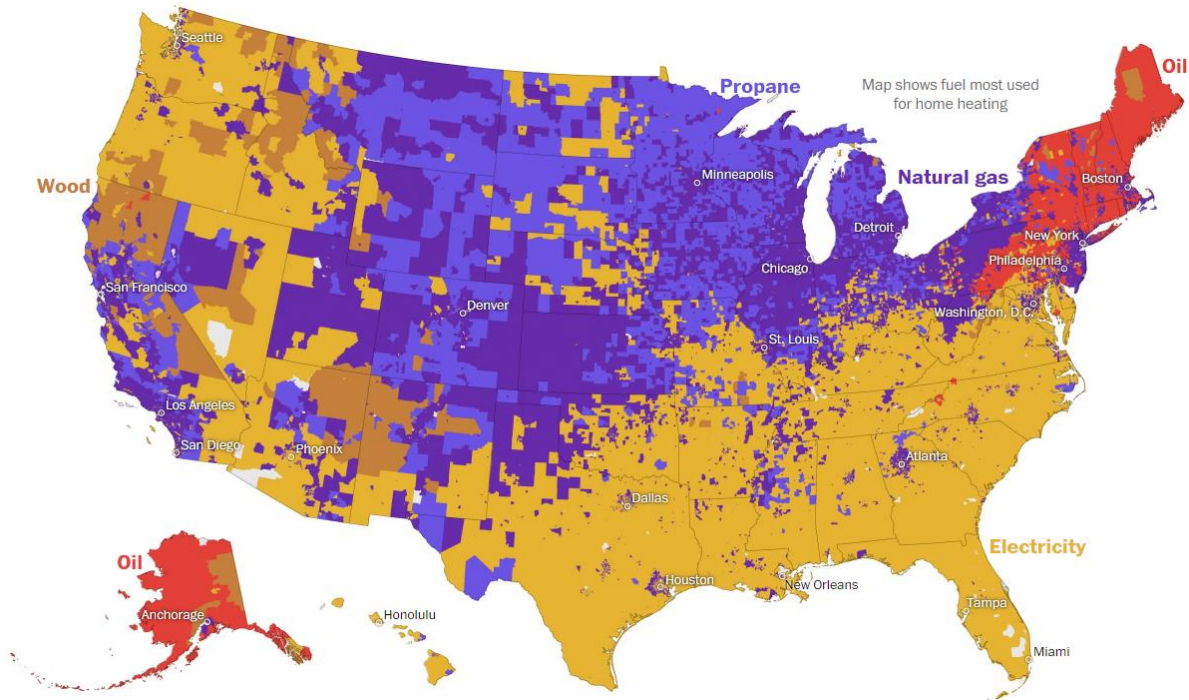 Seattle
Propane
Map shows fuel most used
for home heating
Oil
Wood
Minneapolis
Natural gas
Boston
Detroit
New York
Chicago
Philadelphia
San Francisco
Denver
Washington, D.C.
St. Louis
Los Angeles
San Diego
Phoenix
Atlanta
Dallas
Electricity
Oil
Houston
New Orleans
Anchorage
Honolulu
Tampa
Miami